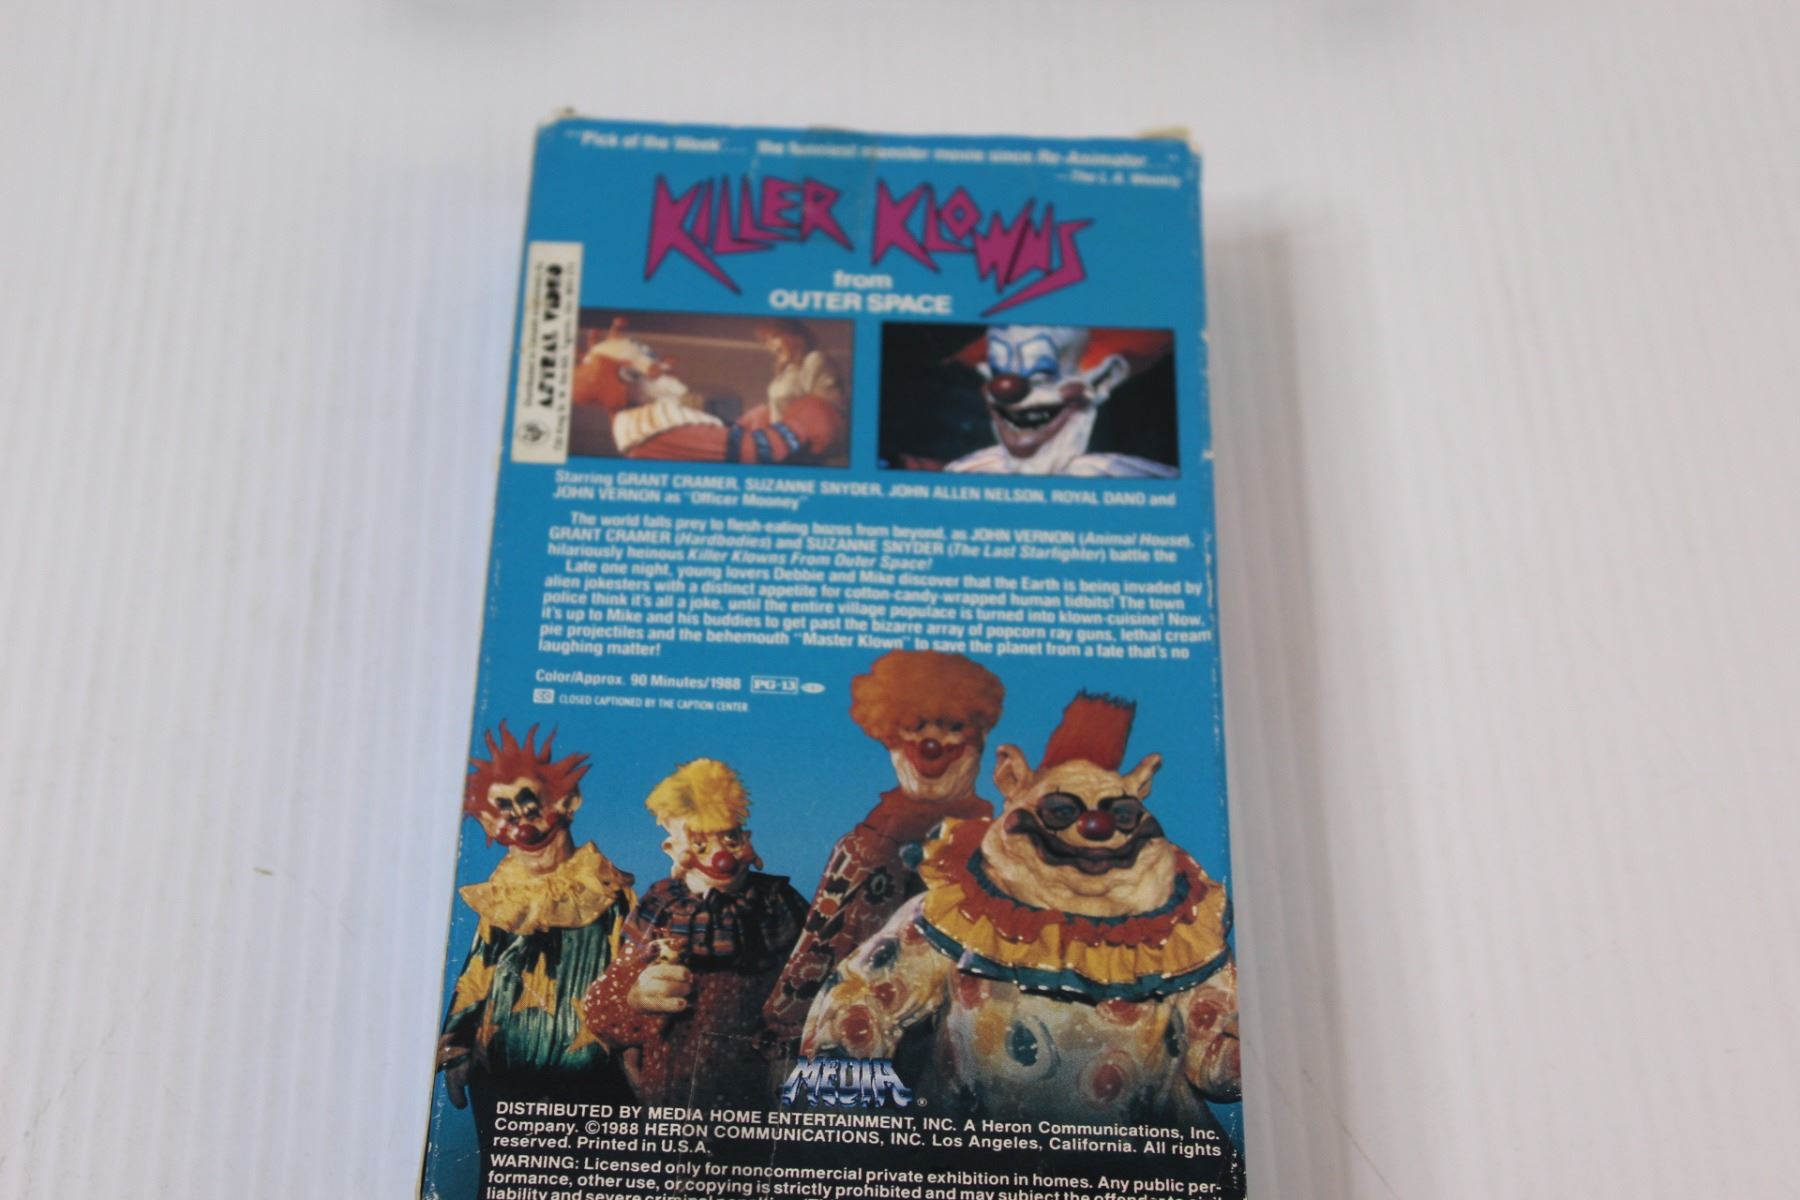 "Pick of the Week"... the funniest monster movie since Re-Animator..."
—The L.A. Weekly
KILLER KLOWNS
from
OUTER SPACE
ASTRAL VIDEO
Starring GRANT CRAMER, SUZANNE SNYDER, JOHN ALLEN NELSON, ROYAL DANO and
JOHN VERNON as "Officer Mooney"
The world falls prey to flesh-eating bozos from beyond, as JOHN VERNON (Animal House),
GRANT CRAMER (Hardbodies) and SUZANNE SNYDER (The Last Starfighter) battle the
hilariously heinous Killer Klowns From Outer Space!
Late one night, young lovers Debbie and Mike discover that the Earth is being invaded by
alien jokesters with a distinct appetite for cotton-candy-wrapped human tidbits! The town
police think it's all a joke, until the entire village populace is turned into klown-cuisine! Now,
it's up to Mike and his buddies to get past the bizarre array of popcorn ray guns, lethal cream
pie projectiles and the behemouth "Master Klown" to save the planet from a fate that's no
laughing matter!
Color/Approx. 90 Minutes/1988 PG-13
CLOSED CAPTIONED BY THE CAPTION CENTER
MEDIA®
DISTRIBUTED BY MEDIA HOME ENTERTAINMENT, INC. A Heron Communications, Inc.
Company. ©1988 HERON COMMUNICATIONS, INC. Los Angeles, California. All rights
reserved. Printed in U.S.A.
WARNING: Licensed only for noncommercial private exhibition in homes. Any public per-
formance, other use, or copying is strictly prohibited and may subject the offender to civil
liability and severe criminal